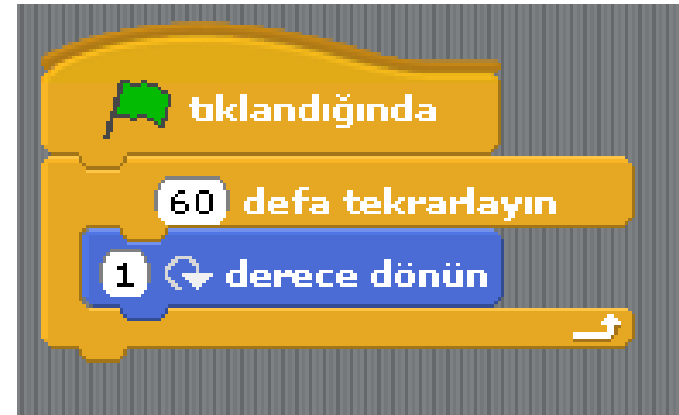 tıklandığında
60 defa tekrarlayın
1 derece dönün